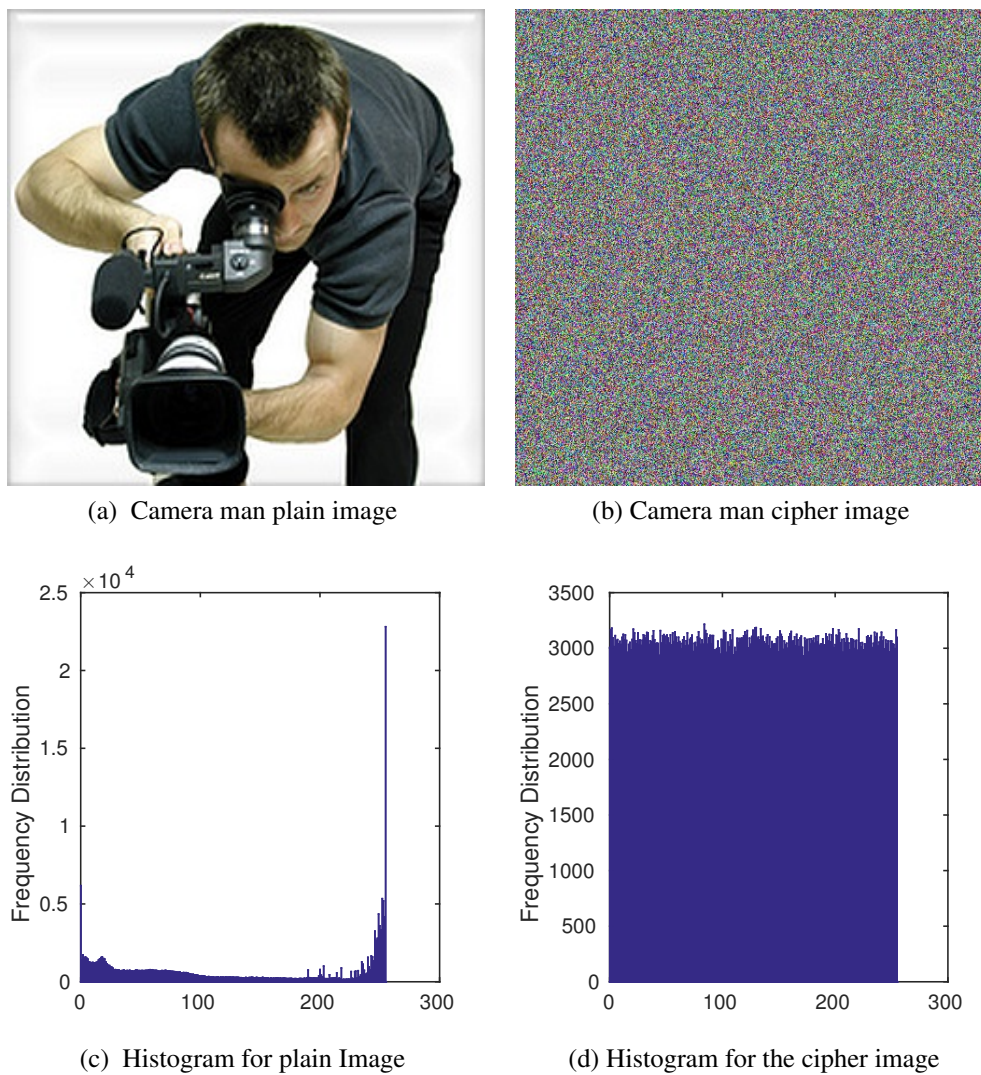 (a) Camera man plain image
(b) Camera man cipher image
×10 4
2.5
2
1.5
1
0.5
0
0 100 200 300
Frequency Distribution
(c) Histogram for plain Image
3500
3000
2500
2000
1500
1000
500
0
0 100 200 300
Frequency Distribution
(d) Histogram for the cipher image